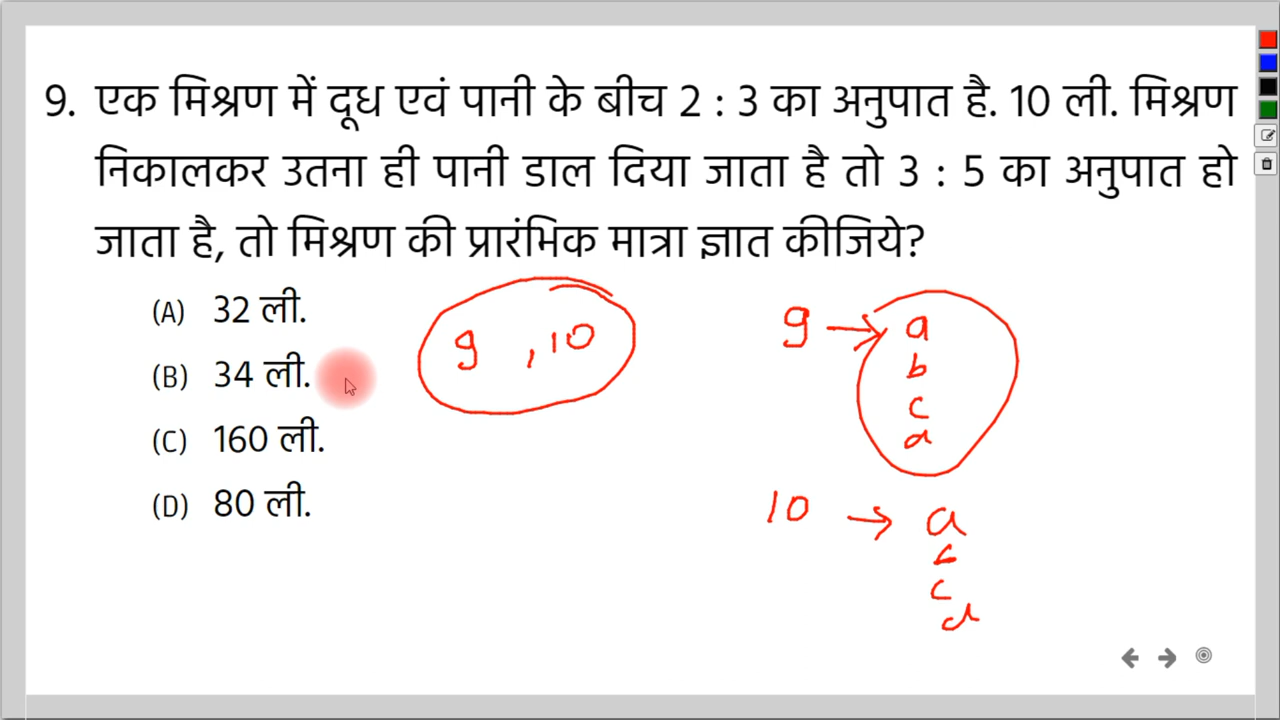 9. एक मिश्रण में दूध एवं पानी के बीच 2 : 3 का अनुपात है. 10 ली. मिश्रण
निकालकर उतना ही पानी डाल दिया जाता है तो 3 : 5 का अनुपात हो
जाता है, तो मिश्रण की प्रारंभिक मात्रा ज्ञात कीजिये?
(A) 32 ली.
(B) 34 ली.
(C) 160 ली.
(D) 80 ली.
9 , 10
9 → a
b
c
d
10 → a
c
d